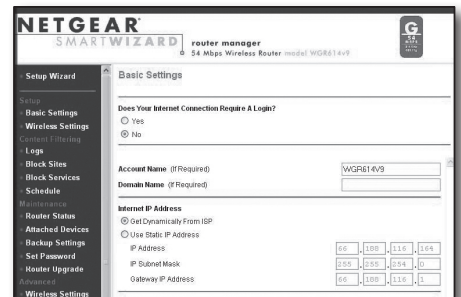 NETGEAR
SMARTWIZARD router manager
54 Mbps Wireless Router model WGR614v9
G
54
Setup Wizard
Setup
Basic Settings
Wireless Settings
Content Filtering
Logs
Block Sites
Block Services
Schedule
Maintenance
Router Status
Attached Devices
Backup Settings
Set Password
Router Upgrade
Advanced
Wireless Settings
Basic Settings
Does Your Internet Connection Require A Login?
Yes
No
Account Name (If Required) WGR614V9
Domain Name (If Required)
Internet IP Address
Get Dynamically From ISP
Use Static IP Address
IP Address 66 . 188 . 116 . 164
IP Subnet Mask 255 . 255 . 254 . 0
Gateway IP Address 66 . 188 . 116 . 1